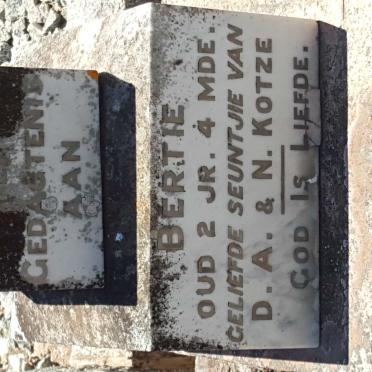 GEDAGTENIS
AAN
BERTIE
OUD 2 JR. 4 MDE.
GELIEFDE SEUNTJIE VAN
D. A. & N. KOTZE
GOD IS LIEFDE.